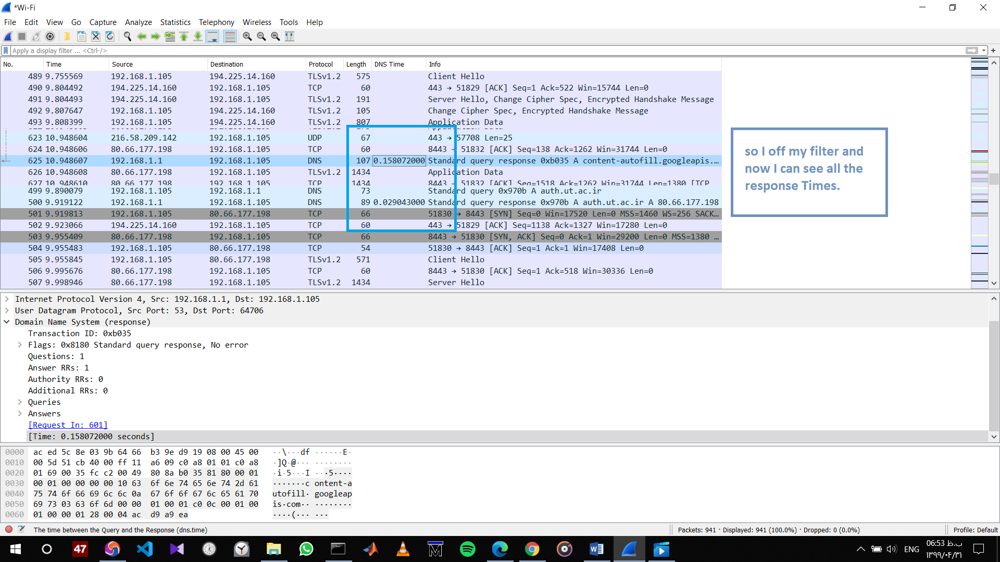 *Wi-Fi
File Edit View Go Capture Analyze Statistics Telephony Wireless Tools Help
Apply a display filter ... <Ctrl-/>
No. Time Source Destination Protocol Length DNS Time Info
489 9.755569 192.168.1.105 194.225.14.160 TLSv1.2 575 Client Hello
490 9.804492 194.225.14.160 192.168.1.105 TCP 60 443 → 51829 [ACK] Seq=1 Ack=522 Win=15744 Len=0
491 9.804493 194.225.14.160 192.168.1.105 TLSv1.2 191 Server Hello, Change Cipher Spec, Encrypted Handshake Message
492 9.807647 192.168.1.105 194.225.14.160 TLSv1.2 105 Change Cipher Spec, Encrypted Handshake Message
493 9.808399 192.168.1.105 194.225.14.160 TLSv1.2 807 Application Data
623 10.948604 216.58.209.142 192.168.1.105 UDP 67 443 → 57708 Len=25
624 10.948606 80.66.177.198 192.168.1.105 TCP 60 8443 → 51832 [ACK] Seq=138 Ack=1262 Win=31744 Len=0
625 10.948607 192.168.1.1 192.168.1.105 DNS 107 0.158072000 Standard query response 0xb035 A content-autofill.googleapis.…
626 10.948608 80.66.177.198 192.168.1.105 TLSv1.2 1434 Application Data
627 10.948610 80.66.177.198 192.168.1.105 TCP 1434 8443 → 51832 [ACK] Seq=1518 Ack=1262 Win=31744 Len=1380 [TCP
499 9.890079 192.168.1.105 192.168.1.1 DNS 73 Standard query 0x970b A auth.ut.ac.ir
500 9.919122 192.168.1.1 192.168.1.105 DNS 89 0.029043000 Standard query response 0x970b A auth.ut.ac.ir A 80.66.177.198
501 9.919813 192.168.1.105 80.66.177.198 TCP 66 51830 → 8443 [SYN] Seq=0 Win=17520 Len=0 MSS=1460 WS=256 SACK…
502 9.923066 194.225.14.160 192.168.1.105 TCP 60 443 → 51829 [ACK] Seq=1138 Ack=1327 Win=17280 Len=0
503 9.955409 80.66.177.198 192.168.1.105 TCP 66 8443 → 51830 [SYN, ACK] Seq=0 Ack=1 Win=29200 Len=0 MSS=1380 …
504 9.955483 192.168.1.105 80.66.177.198 TCP 54 51830 → 8443 [ACK] Seq=1 Ack=1 Win=17408 Len=0
505 9.955845 192.168.1.105 80.66.177.198 TLSv1.2 571 Client Hello
506 9.995676 80.66.177.198 192.168.1.105 TCP 60 8443 → 51830 [ACK] Seq=1 Ack=518 Win=30336 Len=0
507 9.998946 80.66.177.198 192.168.1.105 TLSv1.2 1434 Server Hello
so I off my filter and
now I can see all the
response Times.
Internet Protocol Version 4, Src: 192.168.1.1, Dst: 192.168.1.105
User Datagram Protocol, Src Port: 53, Dst Port: 64706
Domain Name System (response)
Transaction ID: 0xb035
Flags: 0x8180 Standard query response, No error
Questions: 1
Answer RRs: 1
Authority RRs: 0
Additional RRs: 0
Queries
Answers
[Request In: 601]
[Time: 0.158072000 seconds]
0000 ac ed 5c 8e 03 9b 64 66 b3 9e d9 19 08 00 45 00 ··\···df ······E·
0010 00 5d 51 cb 40 00 ff 11 a6 09 c0 a8 01 01 c0 a8 ·]Q·@··· ········
0020 01 69 00 35 fc c2 00 49 80 8a b0 35 81 80 00 01 ·i·5···I ···5····
0030 00 01 00 00 00 00 10 63 6f 6e 74 65 6e 74 2d 61 ·······c ontent-a
0040 75 74 6f 66 69 6c 6c 0a 67 6f 6f 67 6c 65 61 70 utofill· googleap
0050 69 73 03 63 6f 6d 00 00 01 00 01 c0 0c 00 01 00 is·com·· ········
0060 01 00 00 01 28 00 04 ac d9 a9 ea ····(··· ···
The time between the Query and the Response (dns.time)
Packets: 941 · Displayed: 941 (100.0%) · Dropped: 0 (0.0%)
Profile: Default
47
M
ENG
06:53 ب.ظ
۱۳۹۹/۰۴/۳۱